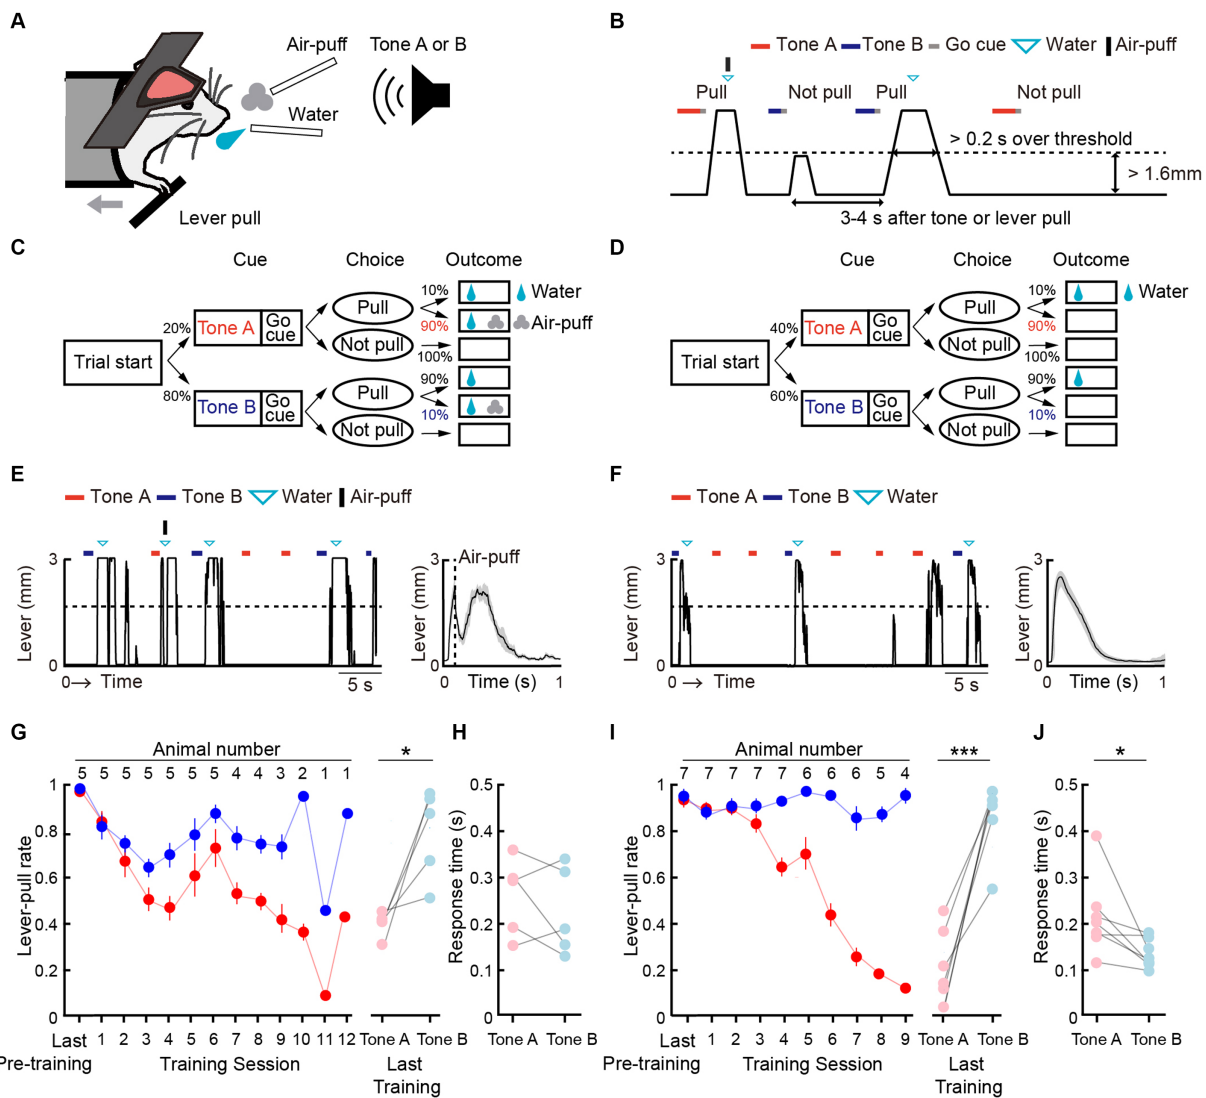 A
Air-puff
Tone A or B
Water
Lever pull
B
Tone A Tone B Go cue Water Air-puff
Pull Not pull Pull Not pull
> 0.2 s over threshold
> 1.6mm
3-4 s after tone or lever pull
C
Cue Choice Outcome
Trial start
20%
80%
Tone A Go cue
Tone B Go cue
Pull
Not pull
Pull
Not pull
10%
90%
100%
90%
10%
Water
Air-puff
D
Cue Choice Outcome
Trial start
40%
60%
Tone A Go cue
Tone B Go cue
Pull
Not pull
Pull
Not pull
10%
90%
100%
90%
10%
Water
E
Tone A Tone B Water Air-puff
Lever (mm)
3
0
0→ Time
5 s
Air-puff
Lever (mm)
3
0
0 Time (s) 1
F
Tone A Tone B Water
Lever (mm)
3
0
0 → Time
5 s
Lever (mm)
3
0
0 Time (s) 1
G
Animal number
5 5 5 5 5 5 5 4 4 3 2 1 1
Lever-pull rate
1
0.8
0.6
0.4
0.2
0
Last 1 2 3 4 5 6 7 8 9 10 11 12
Pre-training Training Session
*
Tone A Tone B
Last
Training
H
Response time (s)
0.5
0.4
0.3
0.2
0.1
0
Tone A Tone B
I
Animal number
7 7 7 7 7 6 6 6 5 4
Lever-pull rate
1
0.8
0.6
0.4
0.2
0
Last 1 2 3 4 5 6 7 8 9
Pre-training Training Session
***
Tone A Tone B
Last
Training
J
*
Response time (s)
0.5
0.4
0.3
0.2
0.1
0
Tone A Tone B